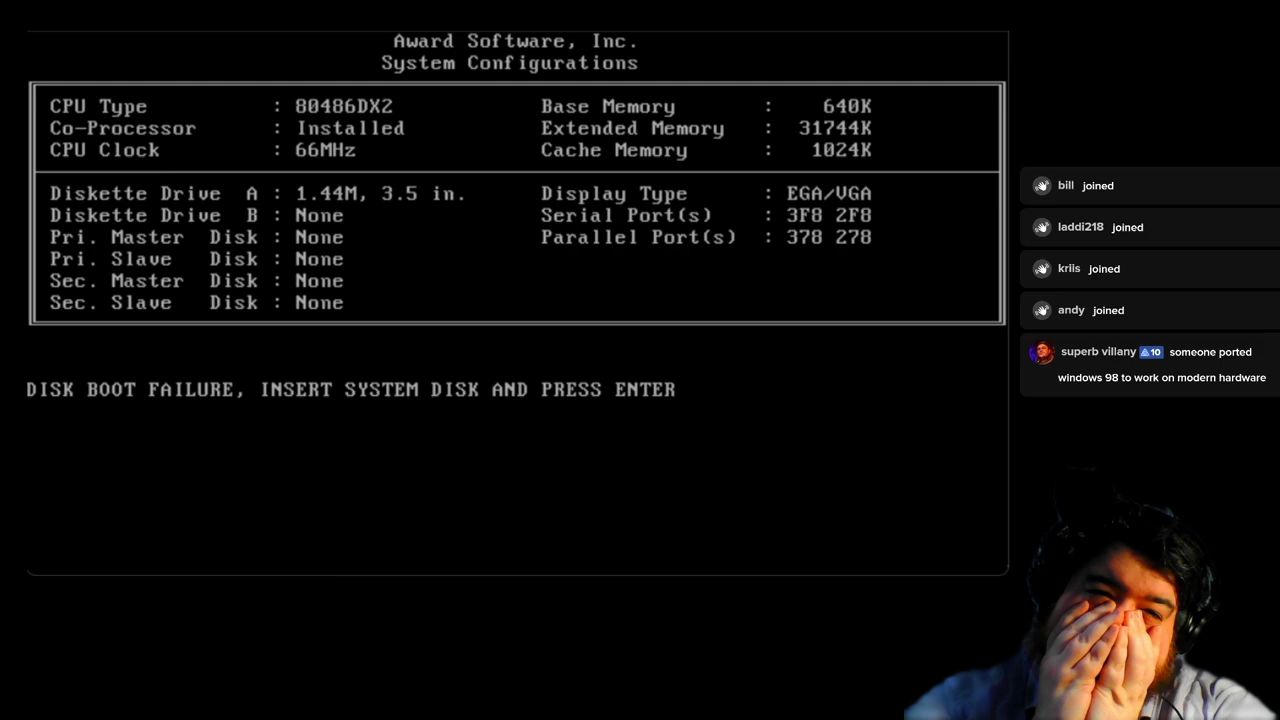 Award Software, Inc.
System Configurations
CPU Type : 80486DX2 Base Memory : 640K
Co-Processor : Installed Extended Memory : 31744K
CPU Clock : 66MHz Cache Memory : 1024K
Diskette Drive A : 1.44M, 3.5 in. Display Type : EGA/VGA
Diskette Drive B : None Serial Port(s) : 3F8 2F8
Pri. Master Disk : None Parallel Port(s) : 378 278
Pri. Slave Disk : None
Sec. Master Disk : None
Sec. Slave Disk : None
DISK BOOT FAILURE, INSERT SYSTEM DISK AND PRESS ENTER
bill joined
laddi218 joined
kriis joined
andy joined
superb villany 10 someone ported
windows 98 to work on modern hardware